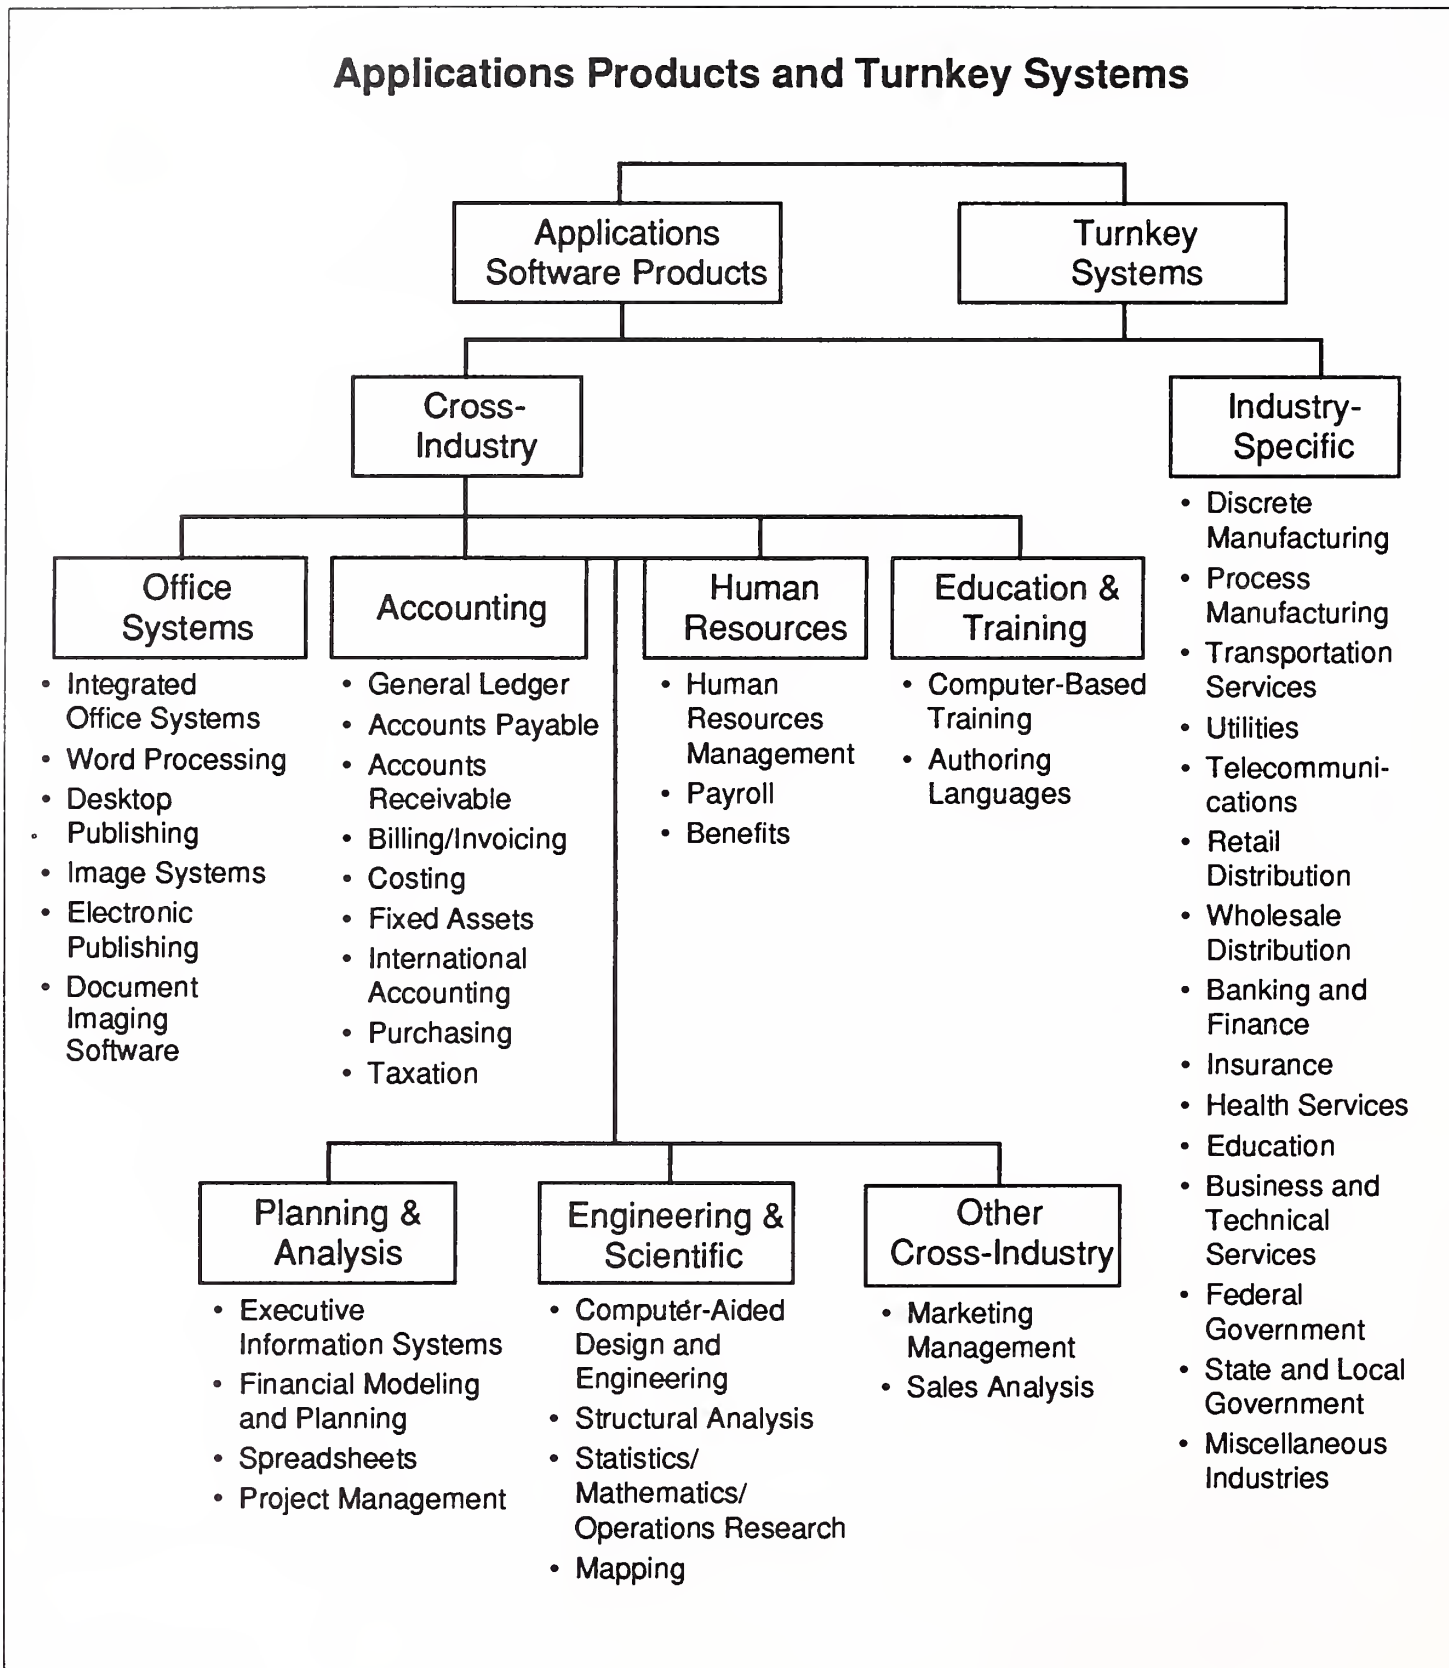 Applications Products and Turnkey Systems
Applications
Software Products
Turnkey
Systems
Cross-
Industry
Industry-
Specific
• Discrete
Manufacturing
• Process
Manufacturing
• Transportation
Services
• Utilities
• Telecommuni-
cations
• Retail
Distribution
• Wholesale
Distribution
• Banking and
Finance
• Insurance
• Health Services
• Education
• Business and
Technical
Services
• Federal
Government
• State and Local
Government
• Miscellaneous
Industries
Office
Systems
• Integrated
Office Systems
• Word Processing
• Desktop
Publishing
• Image Systems
• Electronic
Publishing
• Document
Imaging
Software
Accounting
• General Ledger
• Accounts Payable
• Accounts
Receivable
• Billing/Invoicing
• Costing
• Fixed Assets
• International
Accounting
• Purchasing
• Taxation
Human
Resources
• Human
Resources
Management
• Payroll
• Benefits
Education &
Training
• Computer-Based
Training
• Authoring
Languages
Planning &
Analysis
• Executive
Information Systems
• Financial Modeling
and Planning
• Spreadsheets
• Project Management
Engineering &
Scientific
• Computer-Aided
Design and
Engineering
• Structural Analysis
• Statistics/
Mathematics/
Operations Research
• Mapping
Other
Cross-Industry
• Marketing
Management
• Sales Analysis